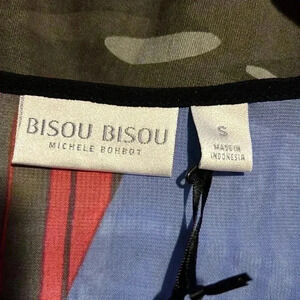 BISOU BISOU
MICHELE BOHBOT
S
MADE IN
INDONESIA